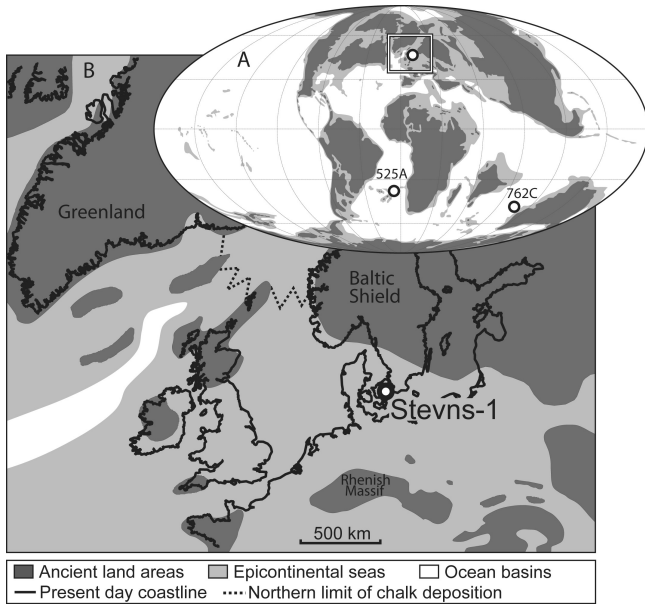 B
A
525A
762C
Greenland
Baltic
Shield
Stevns-1
Rhenish
Massif
500 km
Ancient land areas
Epicontinental seas
Ocean basins
Present day coastline
Northern limit of chalk deposition